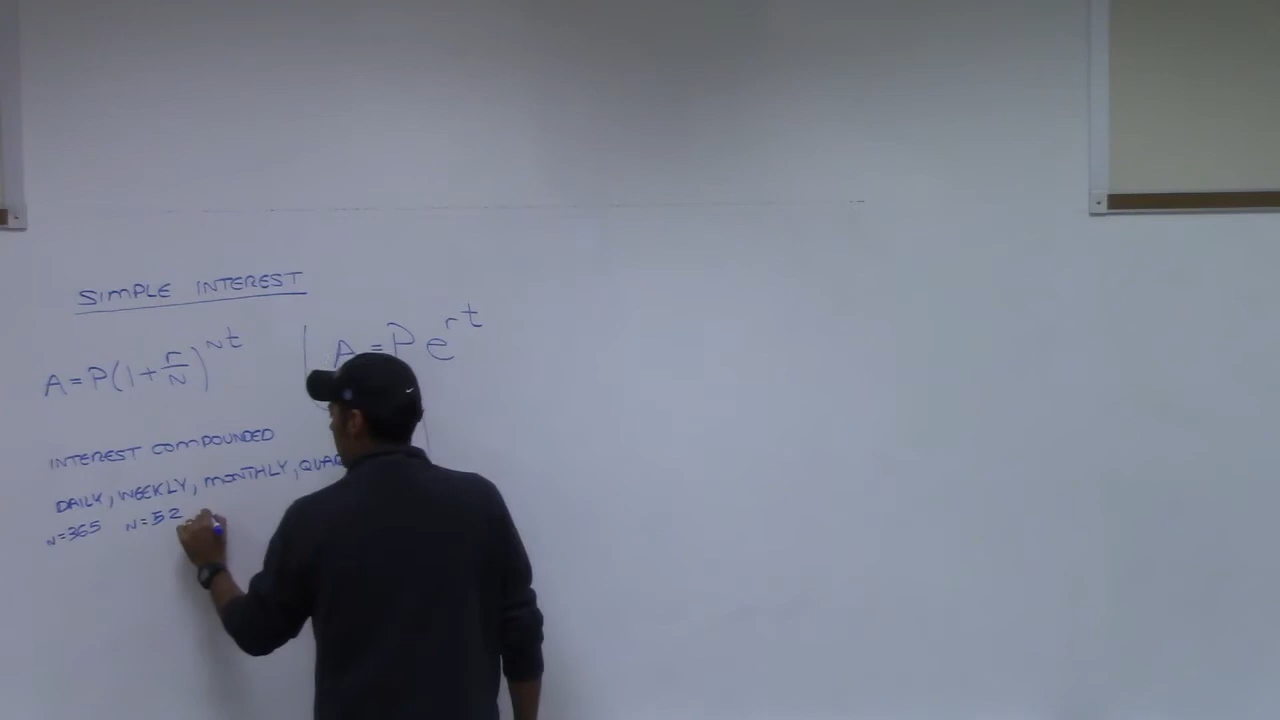 SIMPLE INTEREST
A=P(1+r/N)^Nt
A=Pe^rt
INTEREST COMPOUNDED
DAILY, WEEKLY, MONTHLY,
N=365 N=52